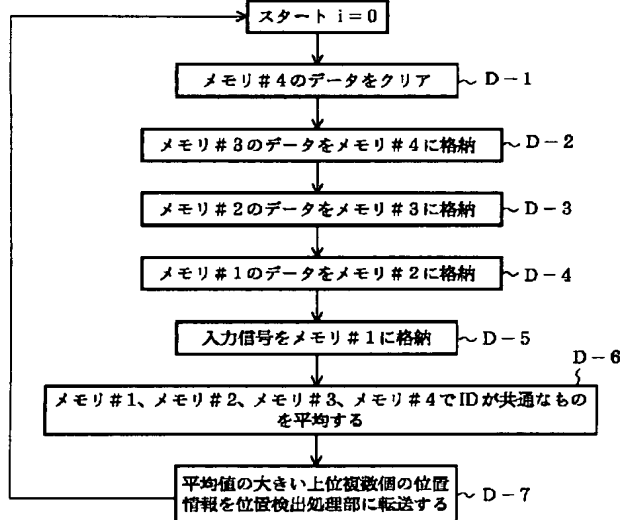 スタート i=0
メモリ#4のデータをクリア
D-1
メモリ#3のデータをメモリ#4に格納
D-2
メモリ#2のデータをメモリ#3に格納
D-3
メモリ#1のデータをメモリ#2に格納
D-4
入力信号をメモリ#1に格納
D-5
D-6
メモリ#1、メモリ#2、メモリ#3、メモリ#4でIDが共通なもの
を平均する
平均値の大きい上位複数個の位置
情報を位置検出処理部に転送する
D-7